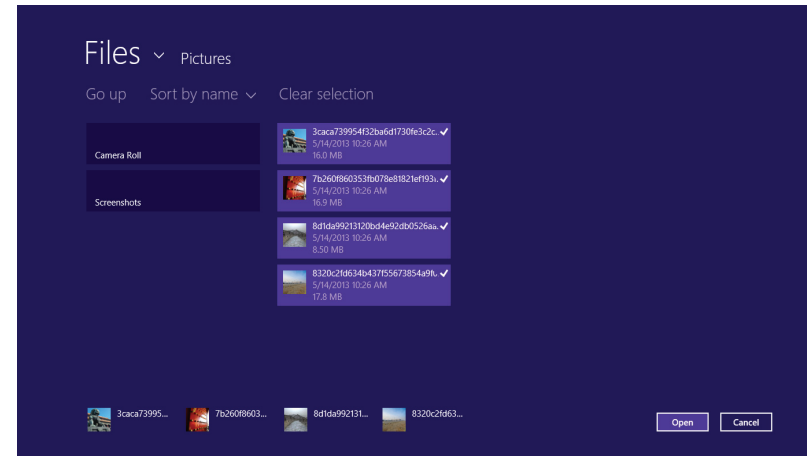 Files Pictures
Go up Sort by name Clear selection
Camera Roll
Screenshots
3caca739954f32ba6d1730fe3c2c.
5/14/2013 10:26 AM
16.0 MB
7b260f860353fb078e81821ef193
5/14/2013 10:26 AM
16.9 MB
8d1da99213120bd4e92db0526aa.
5/14/2013 10:26 AM
8.50 MB
8320c2fd634b437f55673854a9f
5/14/2013 10:26 AM
17.8 MB
3caca73995... 7b260f8603... 8d1da992131... 8320c2fd63...
Open Cancel